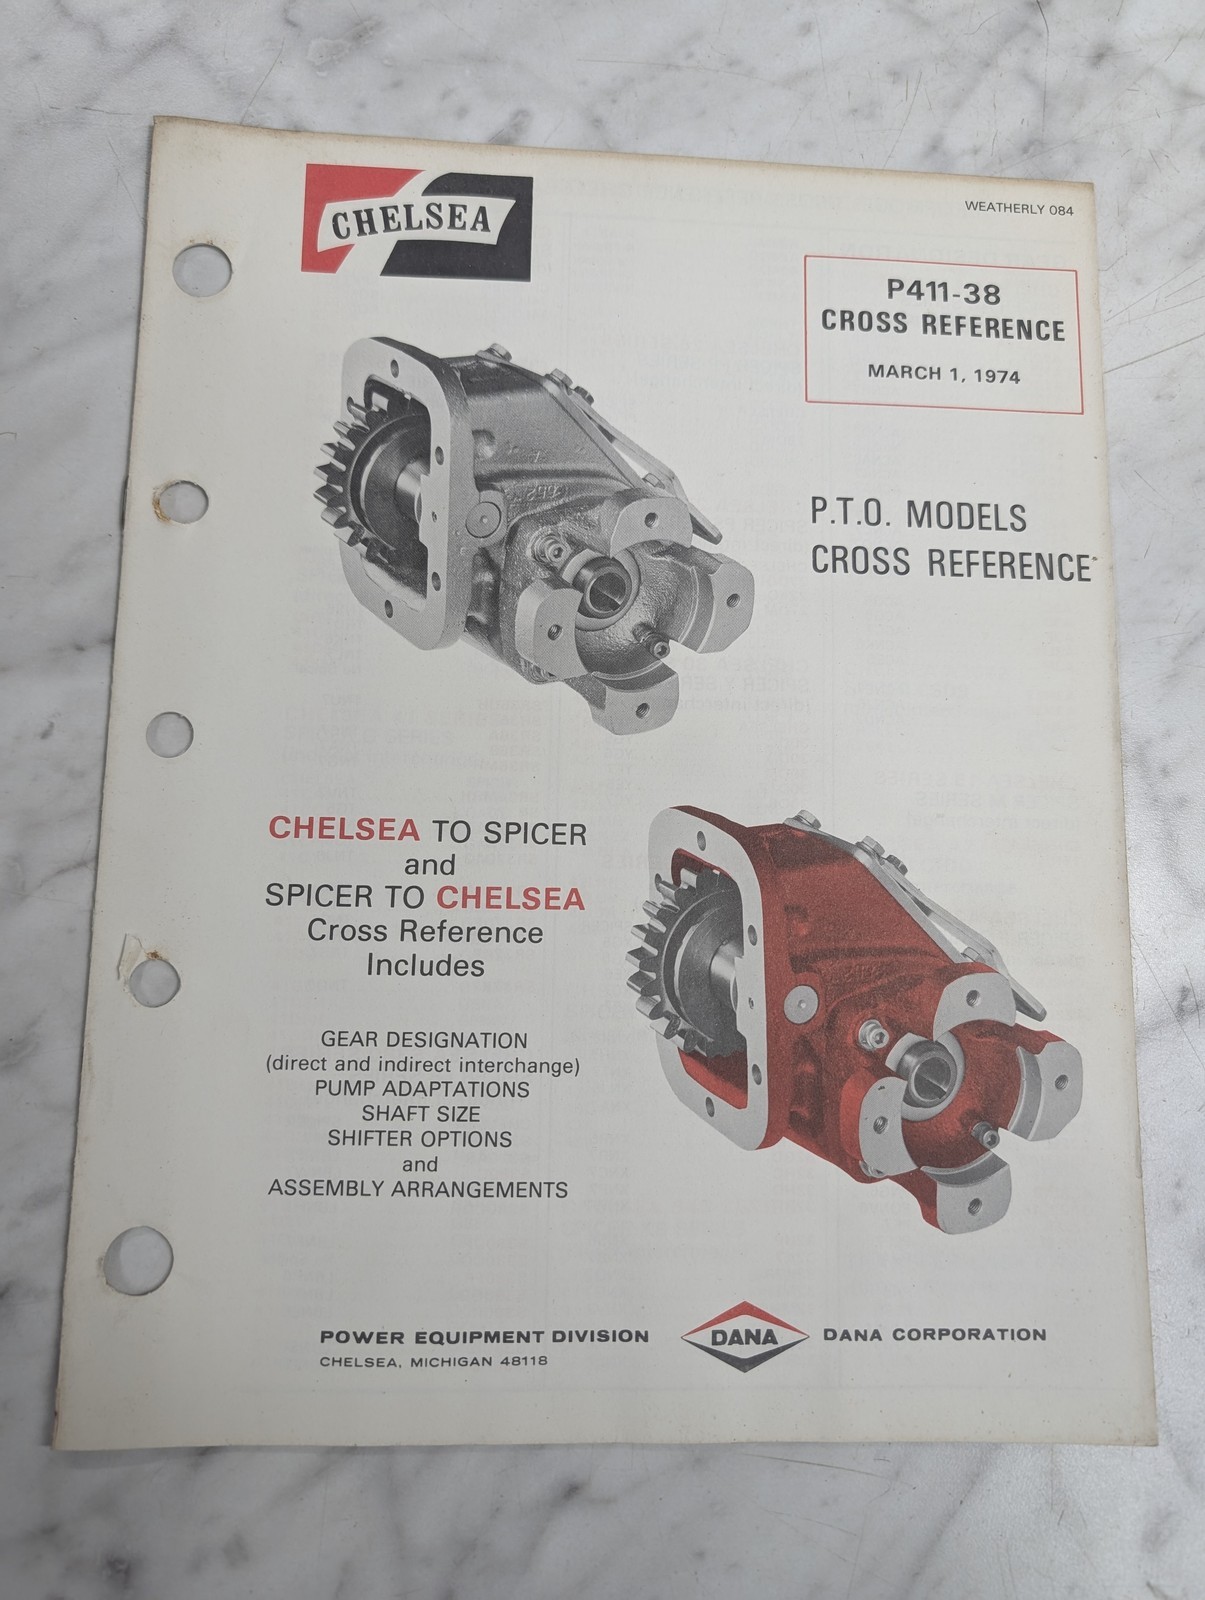 CHELSEA
WEATHERLY 084
P411-38
CROSS REFERENCE
MARCH 1, 1974
P.T.O. MODELS
CROSS REFERENCE*
CHELSEA TO SPICER
and
SPICER TO CHELSEA
Cross Reference
Includes
GEAR DESIGNATION
(direct and indirect interchange)
PUMP ADAPTATIONS
SHAFT SIZE
SHIFTER OPTIONS
and
ASSEMBLY ARRANGEMENTS
POWER EQUIPMENT DIVISION
CHELSEA, MICHIGAN 48118
DANA
DANA CORPORATION